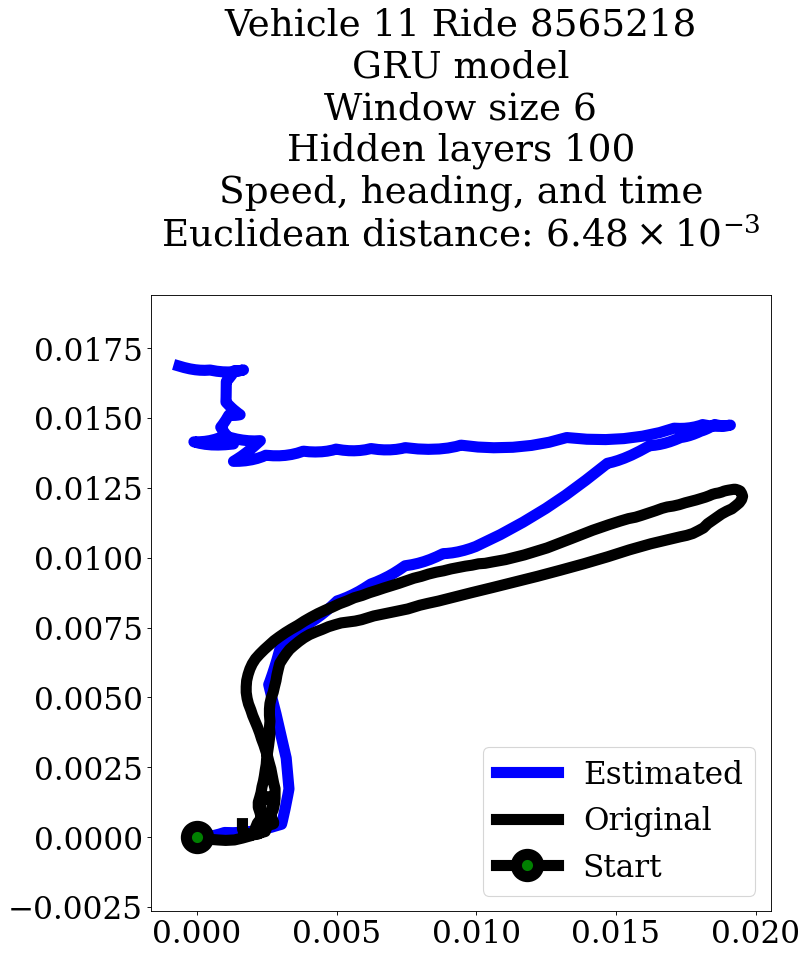 Vehicle 11 Ride 8565218
GRU model
Window size 6
Hidden layers 100
Speed, heading, and time
Euclidean distance: 6.48 × 10⁻³
0.0175
0.0150
0.0125
0.0100
0.0075
0.0050
0.0025
0.0000
−0.0025
Estimated
Original
Start
0.000 0.005 0.010 0.015 0.020